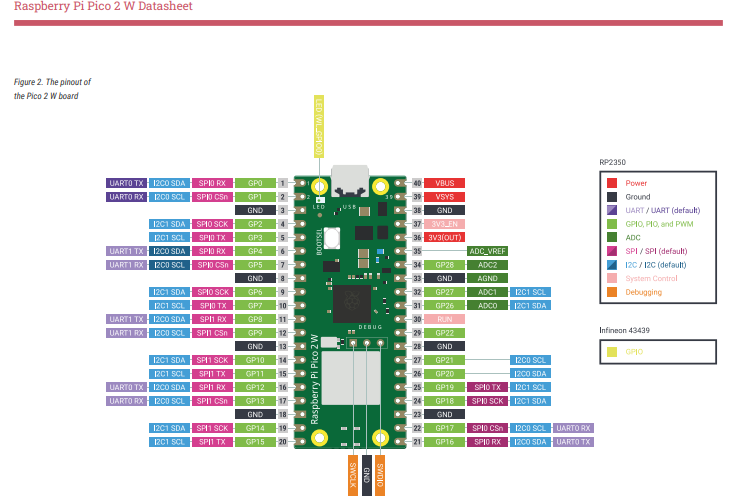 Raspberry Pi Pico 2 W Datasheet
Figure 2. The pinout of
the Pico 2 W board
LED (WL_GPIO0)
UART0 TX I2C0 SDA SPI0 RX GP0 1 40 VBUS
UART0 RX I2C0 SCL SPI0 CSn GP1 2 39 VSYS
GND 3 38 GND
I2C1 SDA SPI0 SCK GP2 4 37 3V3_EN
I2C1 SCL SPI0 TX GP3 5 36 3V3(OUT)
UART1 TX I2C0 SDA SPI0 RX GP4 6 35 ADC_VREF
UART1 RX I2C0 SCL SPI0 CSn GP5 7 34 GP28 ADC2
GND 8 33 GND AGND
I2C1 SDA SPI0 SCK GP6 9 32 GP27 ADC1 I2C1 SCL
I2C1 SCL SPI0 TX GP7 10 31 GP26 ADC0 I2C1 SDA
UART1 TX I2C0 SDA SPI1 RX GP8 11 30 RUN
UART1 RX I2C0 SCL SPI1 CSn GP9 12 29 GP22
GND 13 28 GND
I2C1 SDA SPI1 SCK GP10 14 27 GP21 I2C0 SCL
I2C1 SCL SPI1 TX GP11 15 26 GP20 I2C0 SDA
UART0 TX I2C0 SDA SPI1 RX GP12 16 25 GP19 SPI0 TX I2C1 SCL
UART0 RX I2C0 SCL SPI1 CSn GP13 17 24 GP18 SPI0 SCK I2C1 SDA
GND 18 23 GND
I2C1 SDA SPI1 SCK GP14 19 22 GP17 SPI0 CSn I2C0 SCL UART0 RX
I2C1 SCL SPI1 TX GP15 20 21 GP16 SPI0 RX I2C0 SDA UART0 TX
LED USB
BOOTSEL
DEBUG
Raspberry Pi Pico 2 W
SWCLK
GND
SWDIO
RP2350
Power
Ground
UART / UART (default)
GPIO, PIO, and PWM
ADC
SPI / SPI (default)
I2C / I2C (default)
System Control
Debugging
Infineon 43439
GPIO